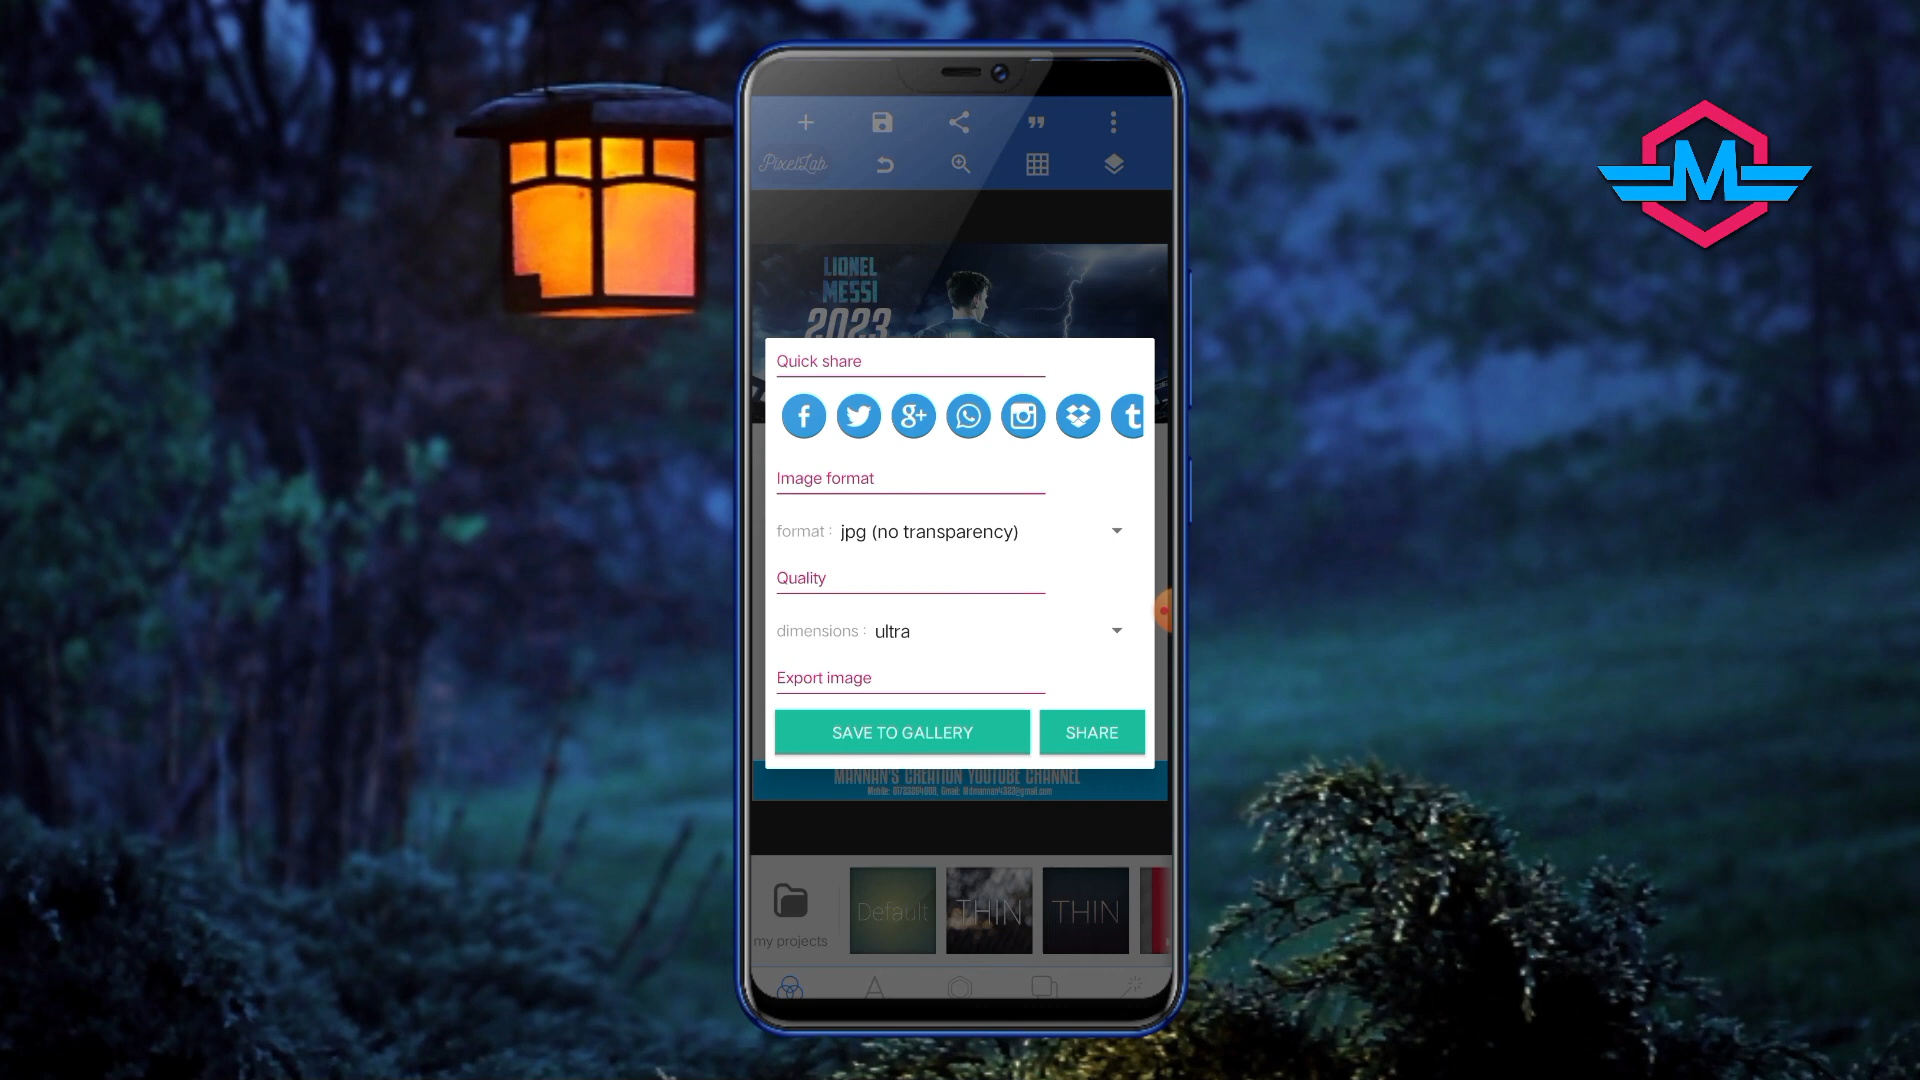 PixelLab
LIONEL
MESSI
2023
Quick share
Image format
format : jpg (no transparency)
Quality
dimensions : ultra
Export image
SAVE TO GALLERY
SHARE
MANNAN'S CREATION YOUTUBE CHANNEL
my projects
Default
THIN
THIN
M